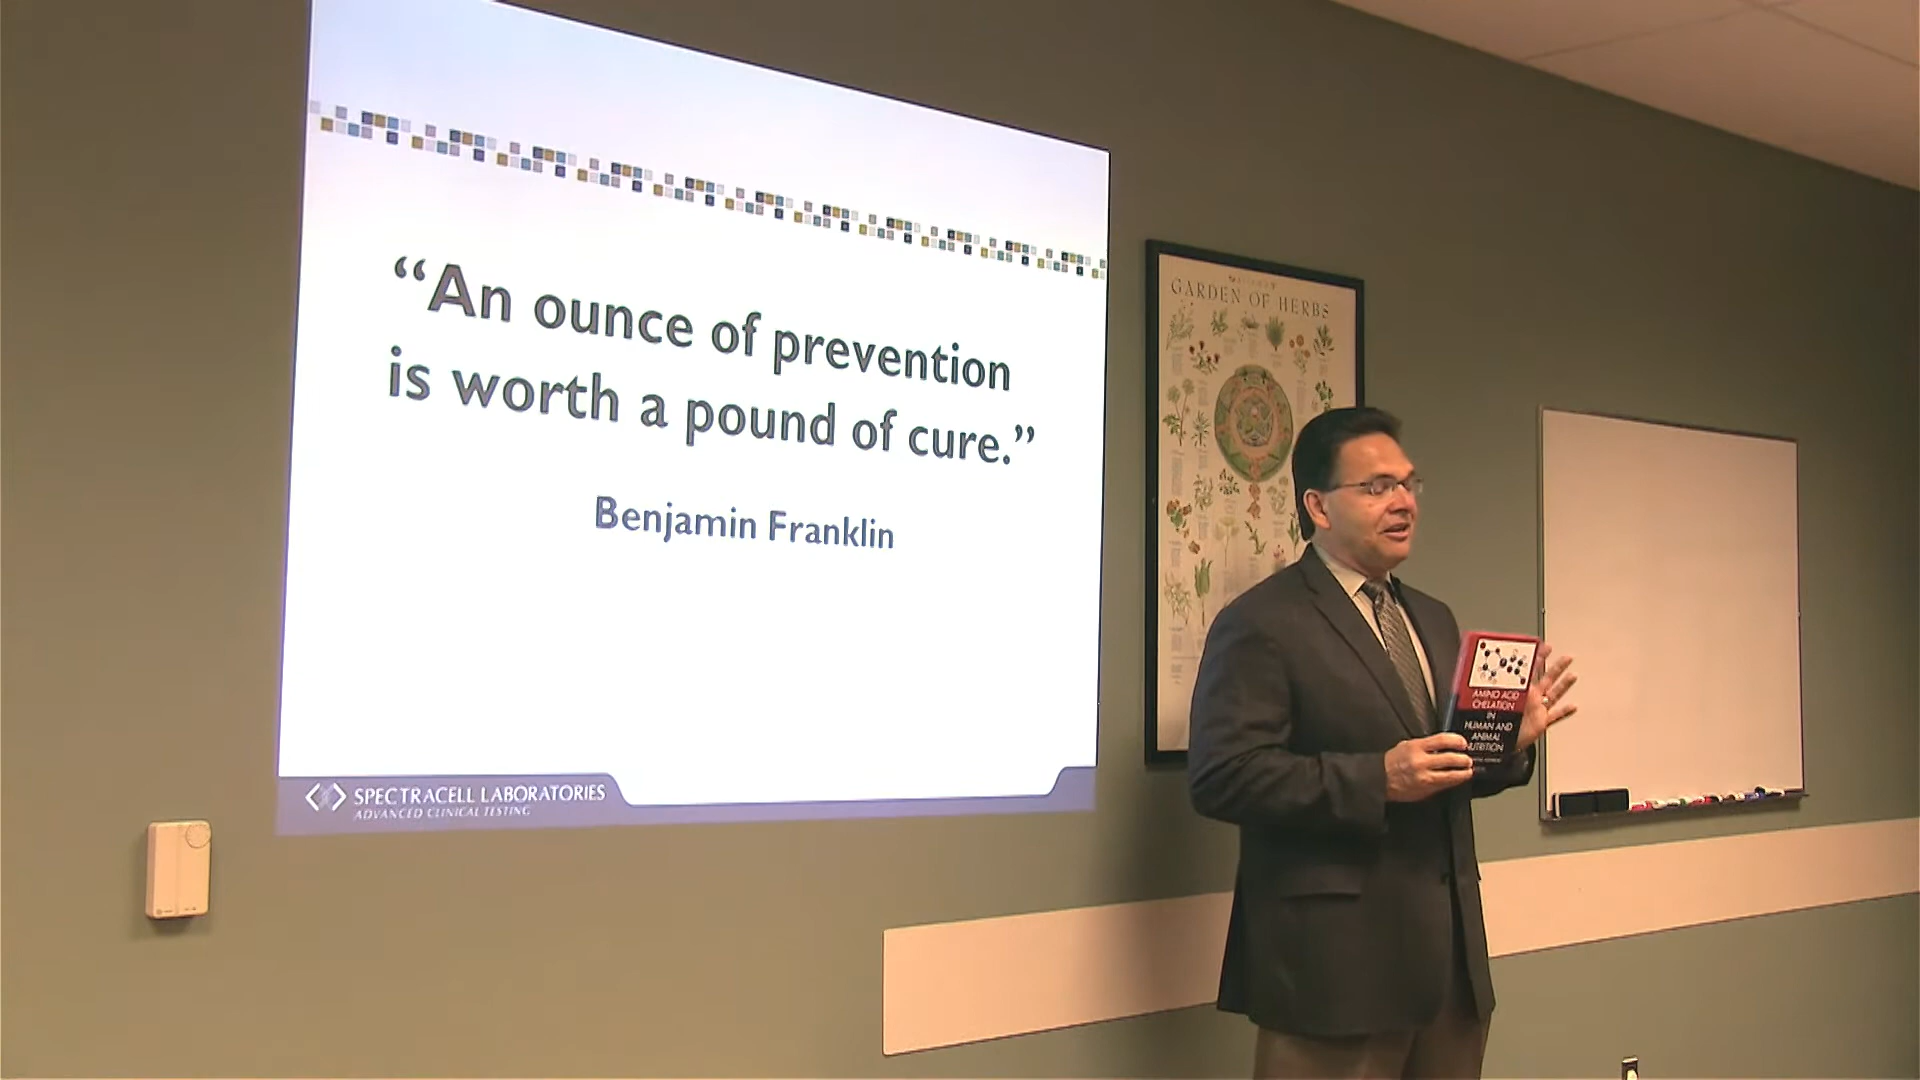 “An ounce of prevention
is worth a pound of cure.”
Benjamin Franklin
SPECTRACELL LABORATORIES
ADVANCED CLINICAL TESTING
GARDEN OF HERBS
AMINO ACID
CHELATION
IN
HUMAN AND
ANIMAL
NUTRITION